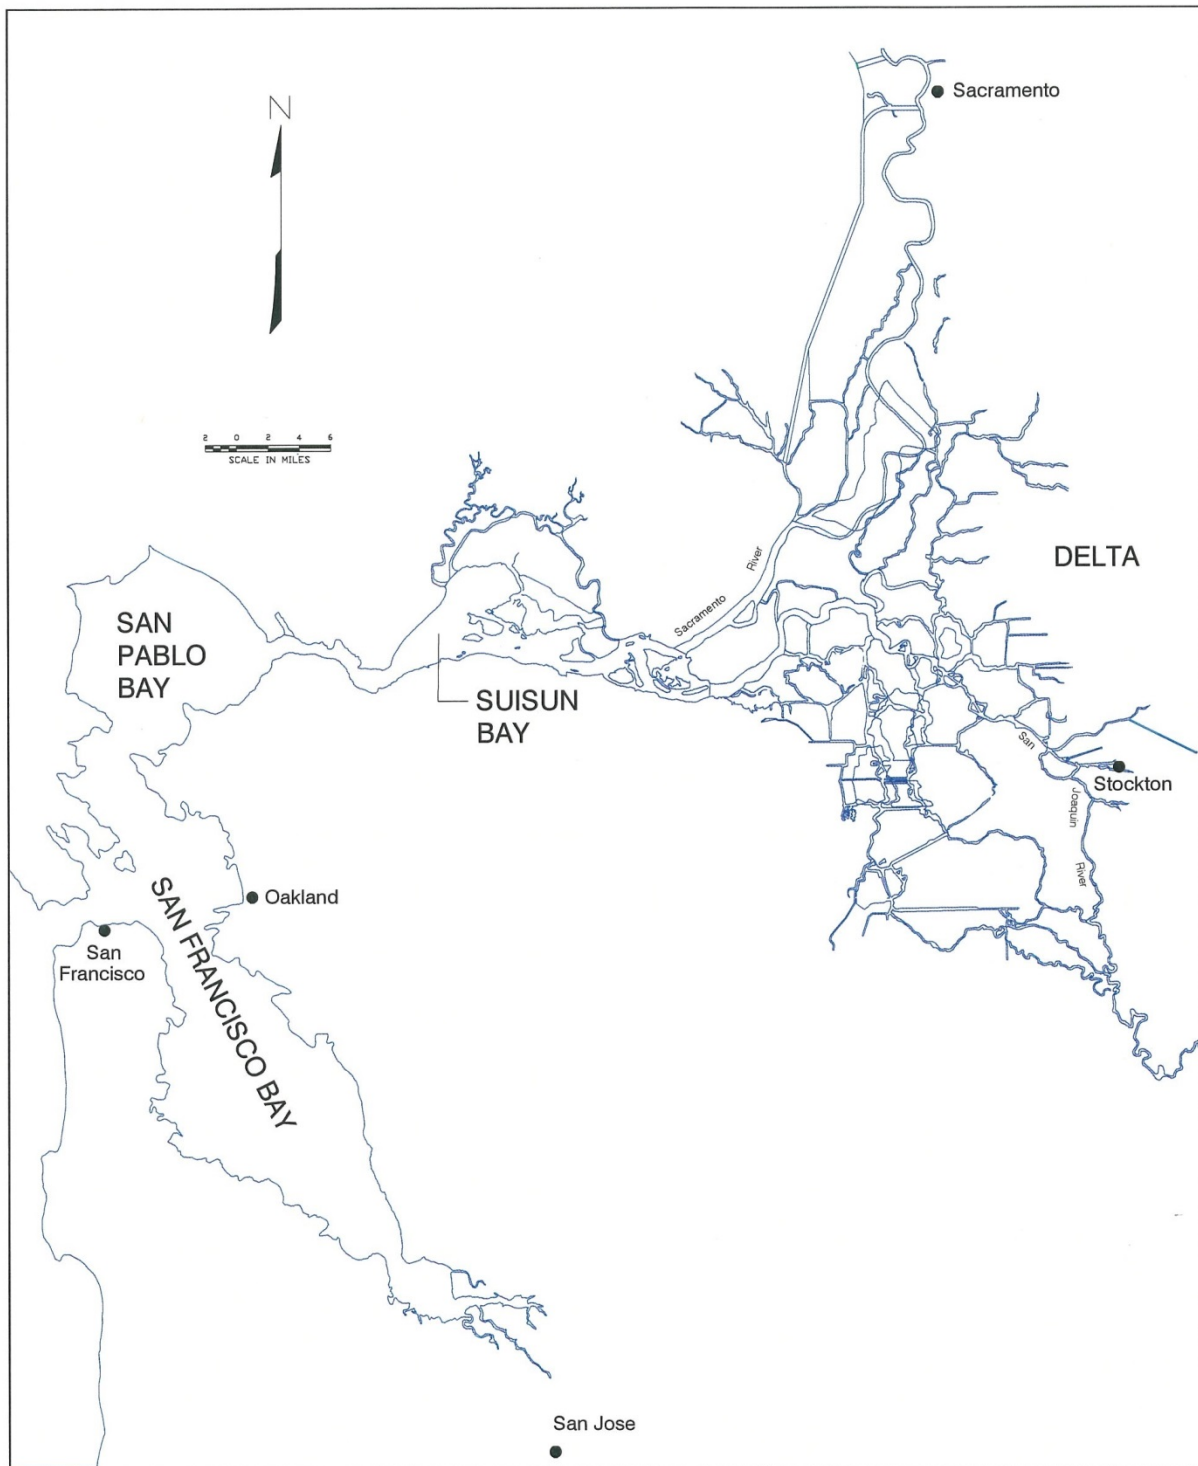 Sacramento
N
2 0 2 4 6
SCALE IN MILES
Sacramento
River
DELTA
SAN
PABLO
BAY
SUISUN
BAY
San
Joaquin
River
Stockton
Oakland
SAN FRANCISCO BAY
San
Francisco
San Jose